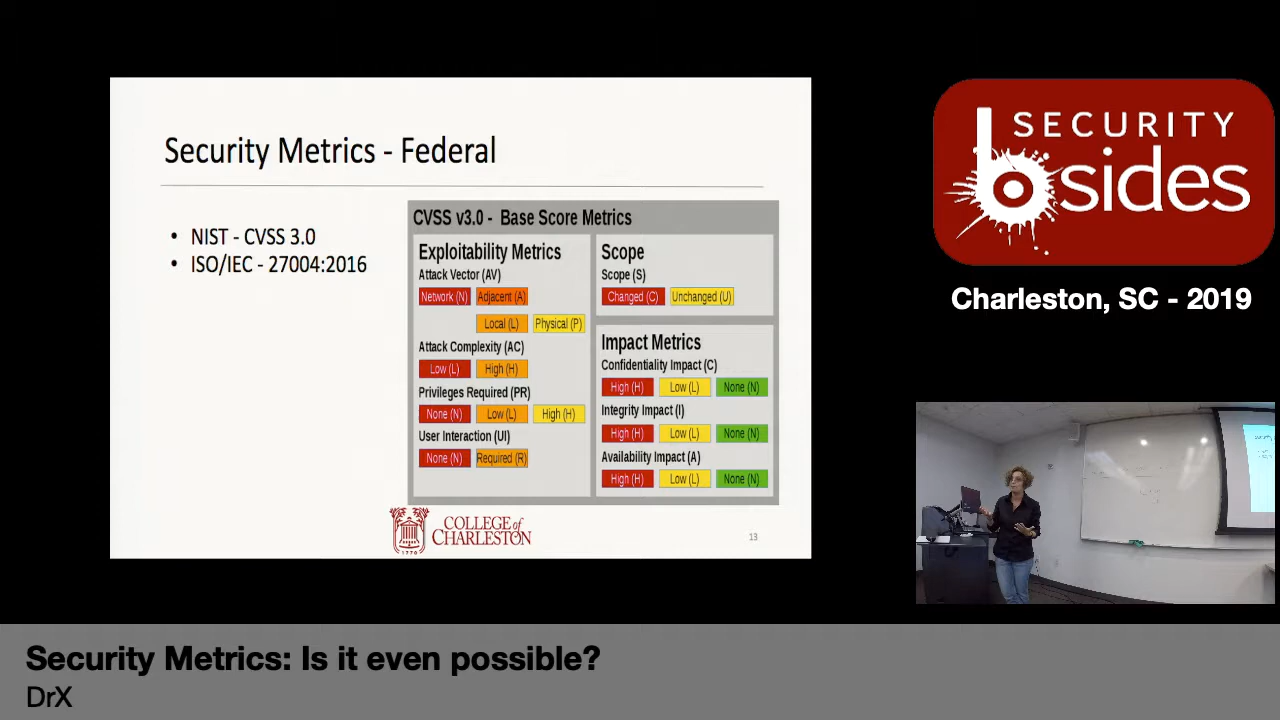 Security Metrics - Federal
• NIST - CVSS 3.0
• ISO/IEC - 27004:2016
CVSS v3.0 - Base Score Metrics
Exploitability Metrics
Attack Vector (AV)
Network (N) Adjacent (A)
Local (L) Physical (P)
Attack Complexity (AC)
Low (L) High (H)
Privileges Required (PR)
None (N) Low (L) High (H)
User Interaction (UI)
None (N) Required (R)
Scope
Scope (S)
Changed (C) Unchanged (U)
Impact Metrics
Confidentiality Impact (C)
High (H) Low (L) None (N)
Integrity Impact (I)
High (H) Low (L) None (N)
Availability Impact (A)
High (H) Low (L) None (N)
1770
COLLEGE of
CHARLESTON
13
SECURITY
bsides
Charleston, SC - 2019
Security Metrics: Is it even possible?
DrX